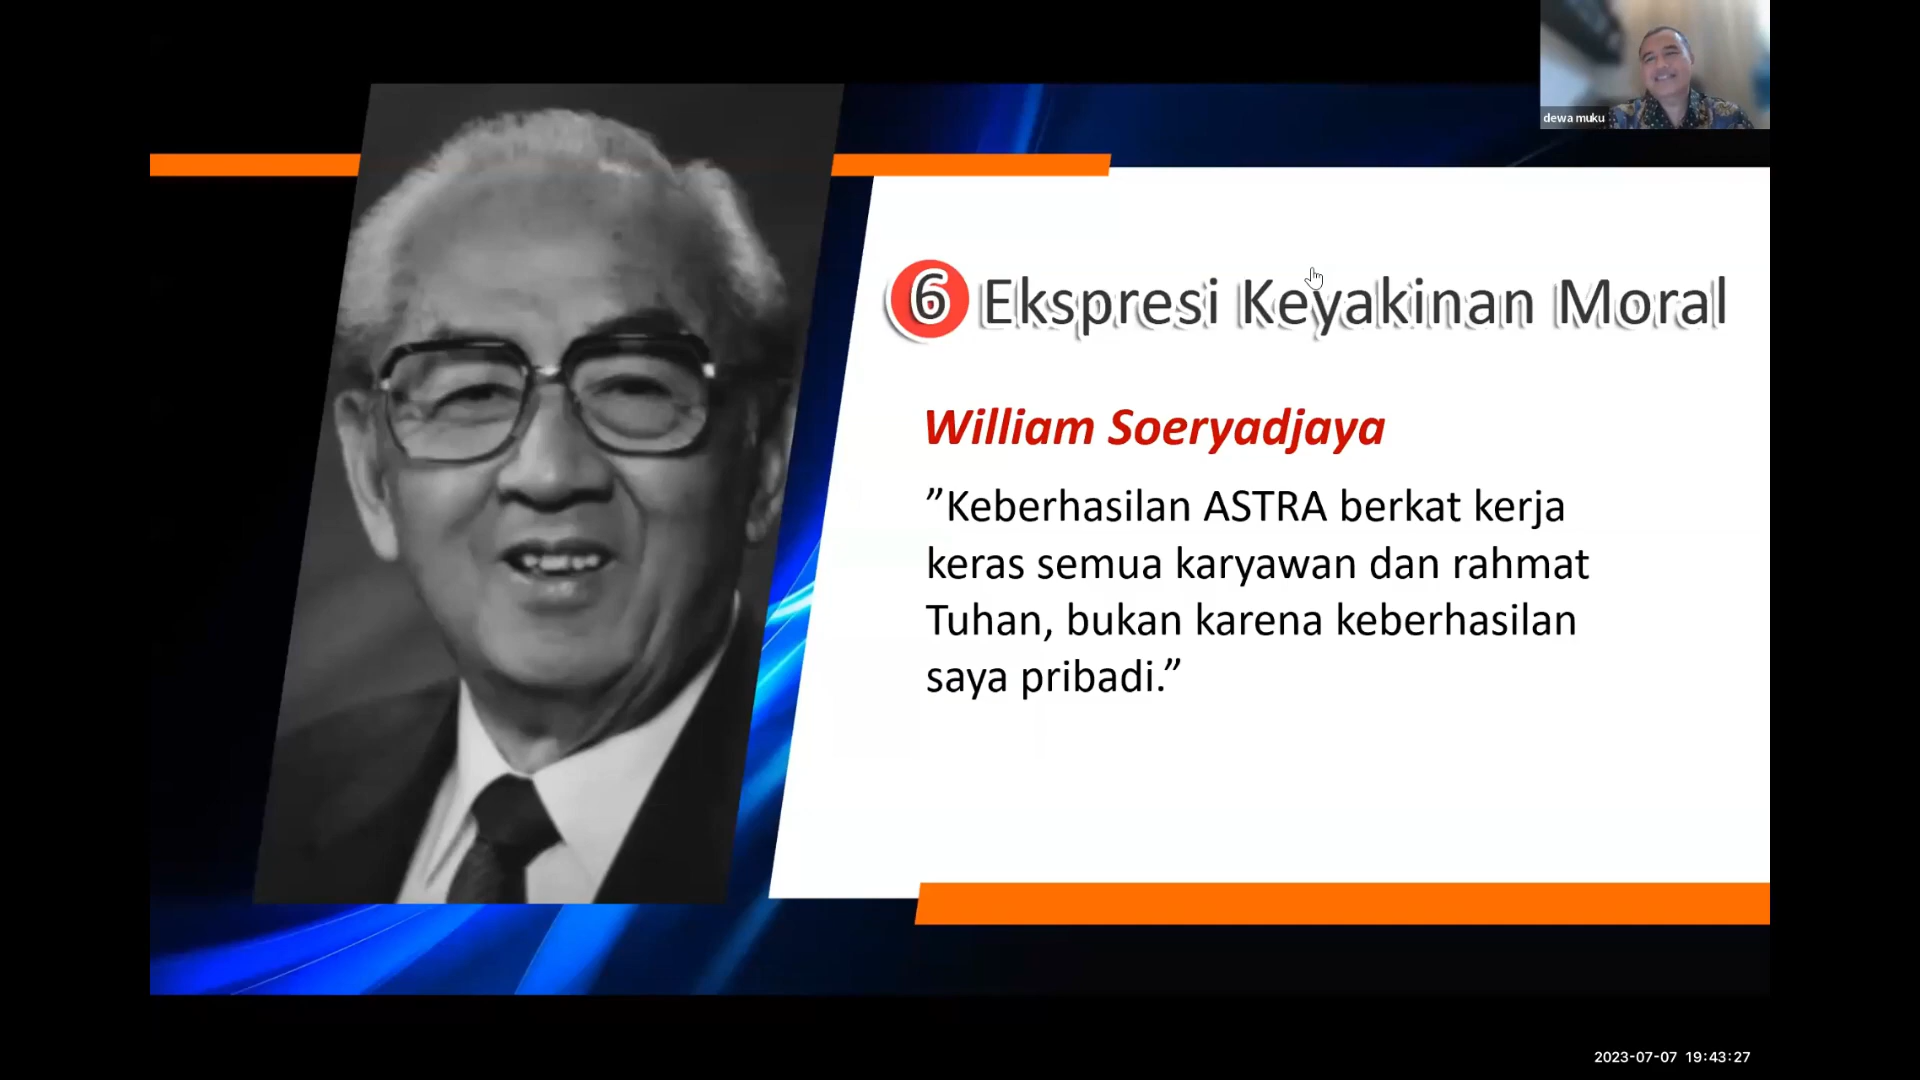 dewa muku
6 Ekspresi Keyakinan Moral
William Soeryadjaya
”Keberhasilan ASTRA berkat kerja
keras semua karyawan dan rahmat
Tuhan, bukan karena keberhasilan
saya pribadi.”
2023-07-07 19:43:27